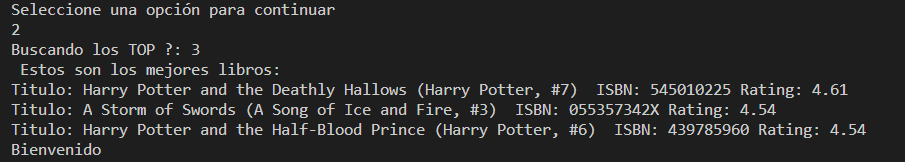 Seleccione una opción para continuar
2
Buscando los TOP ?: 3
Estos son los mejores libros:
Titulo: Harry Potter and the Deathly Hallows (Harry Potter, #7)  ISBN: 545010225 Rating: 4.61
Titulo: A Storm of Swords (A Song of Ice and Fire, #3)  ISBN: 055357342X Rating: 4.54
Titulo: Harry Potter and the Half-Blood Prince (Harry Potter, #6)  ISBN: 439785960 Rating: 4.54
Bienvenido